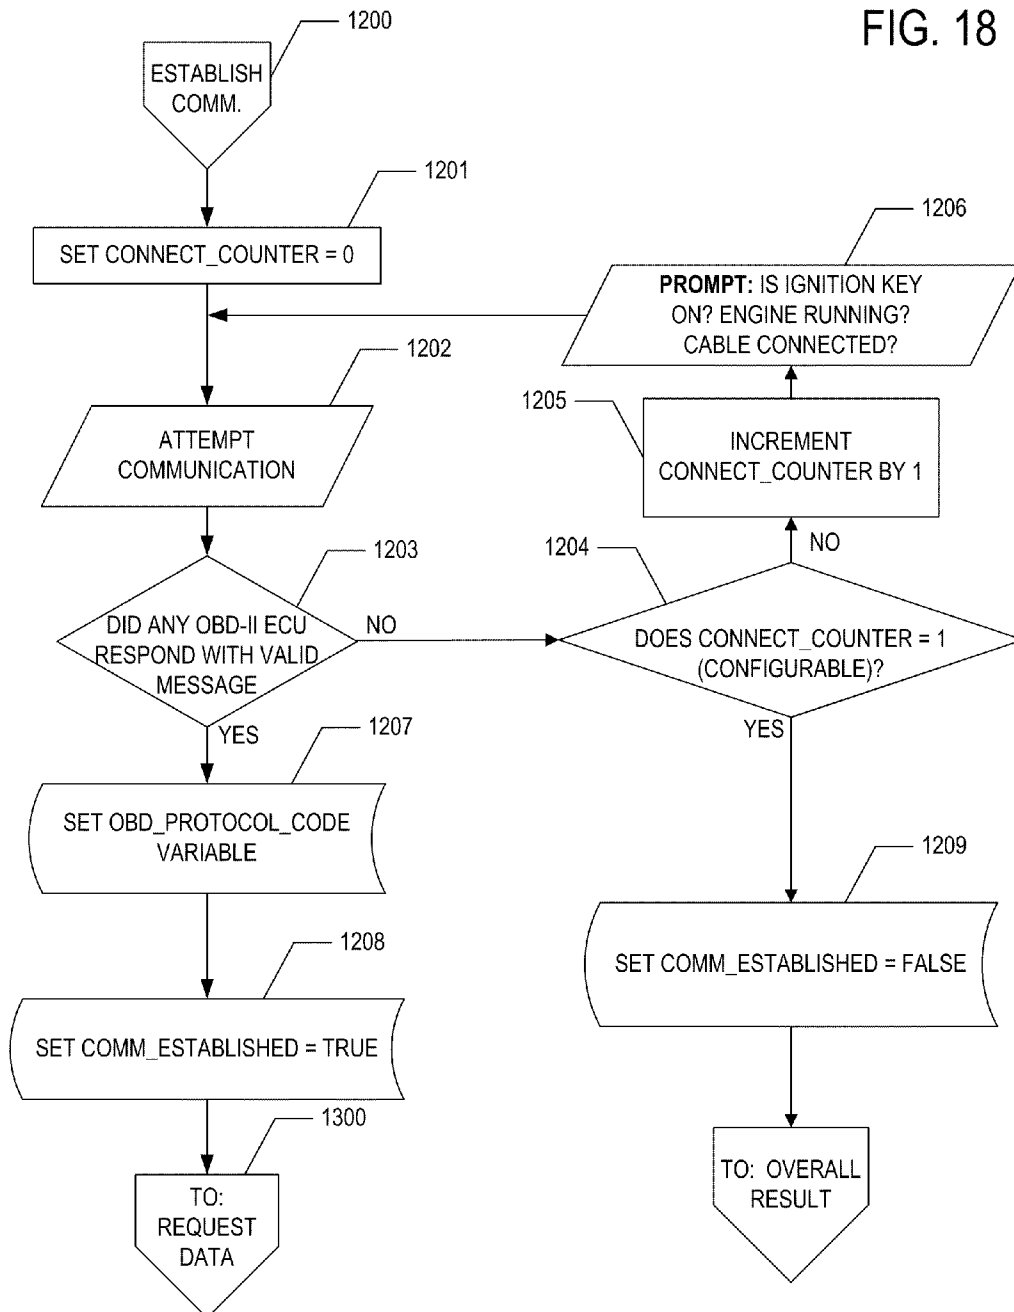 FIG. 18
1200
ESTABLISH
COMM.
1201
SET CONNECT_COUNTER = 0
1206
PROMPT: IS IGNITION KEY
ON? ENGINE RUNNING?
CABLE CONNECTED?
1202
ATTEMPT
COMMUNICATION
1205
INCREMENT
CONNECT_COUNTER BY 1
NO
1203
DID ANY OBD-II ECU
RESPOND WITH VALID
MESSAGE
NO
YES
1204
DOES CONNECT_COUNTER = 1
(CONFIGURABLE)?
YES
1207
SET OBD_PROTOCOL_CODE
VARIABLE
1209
SET COMM_ESTABLISHED = FALSE
1208
SET COMM_ESTABLISHED = TRUE
1300
TO:
REQUEST
DATA
TO: OVERALL
RESULT